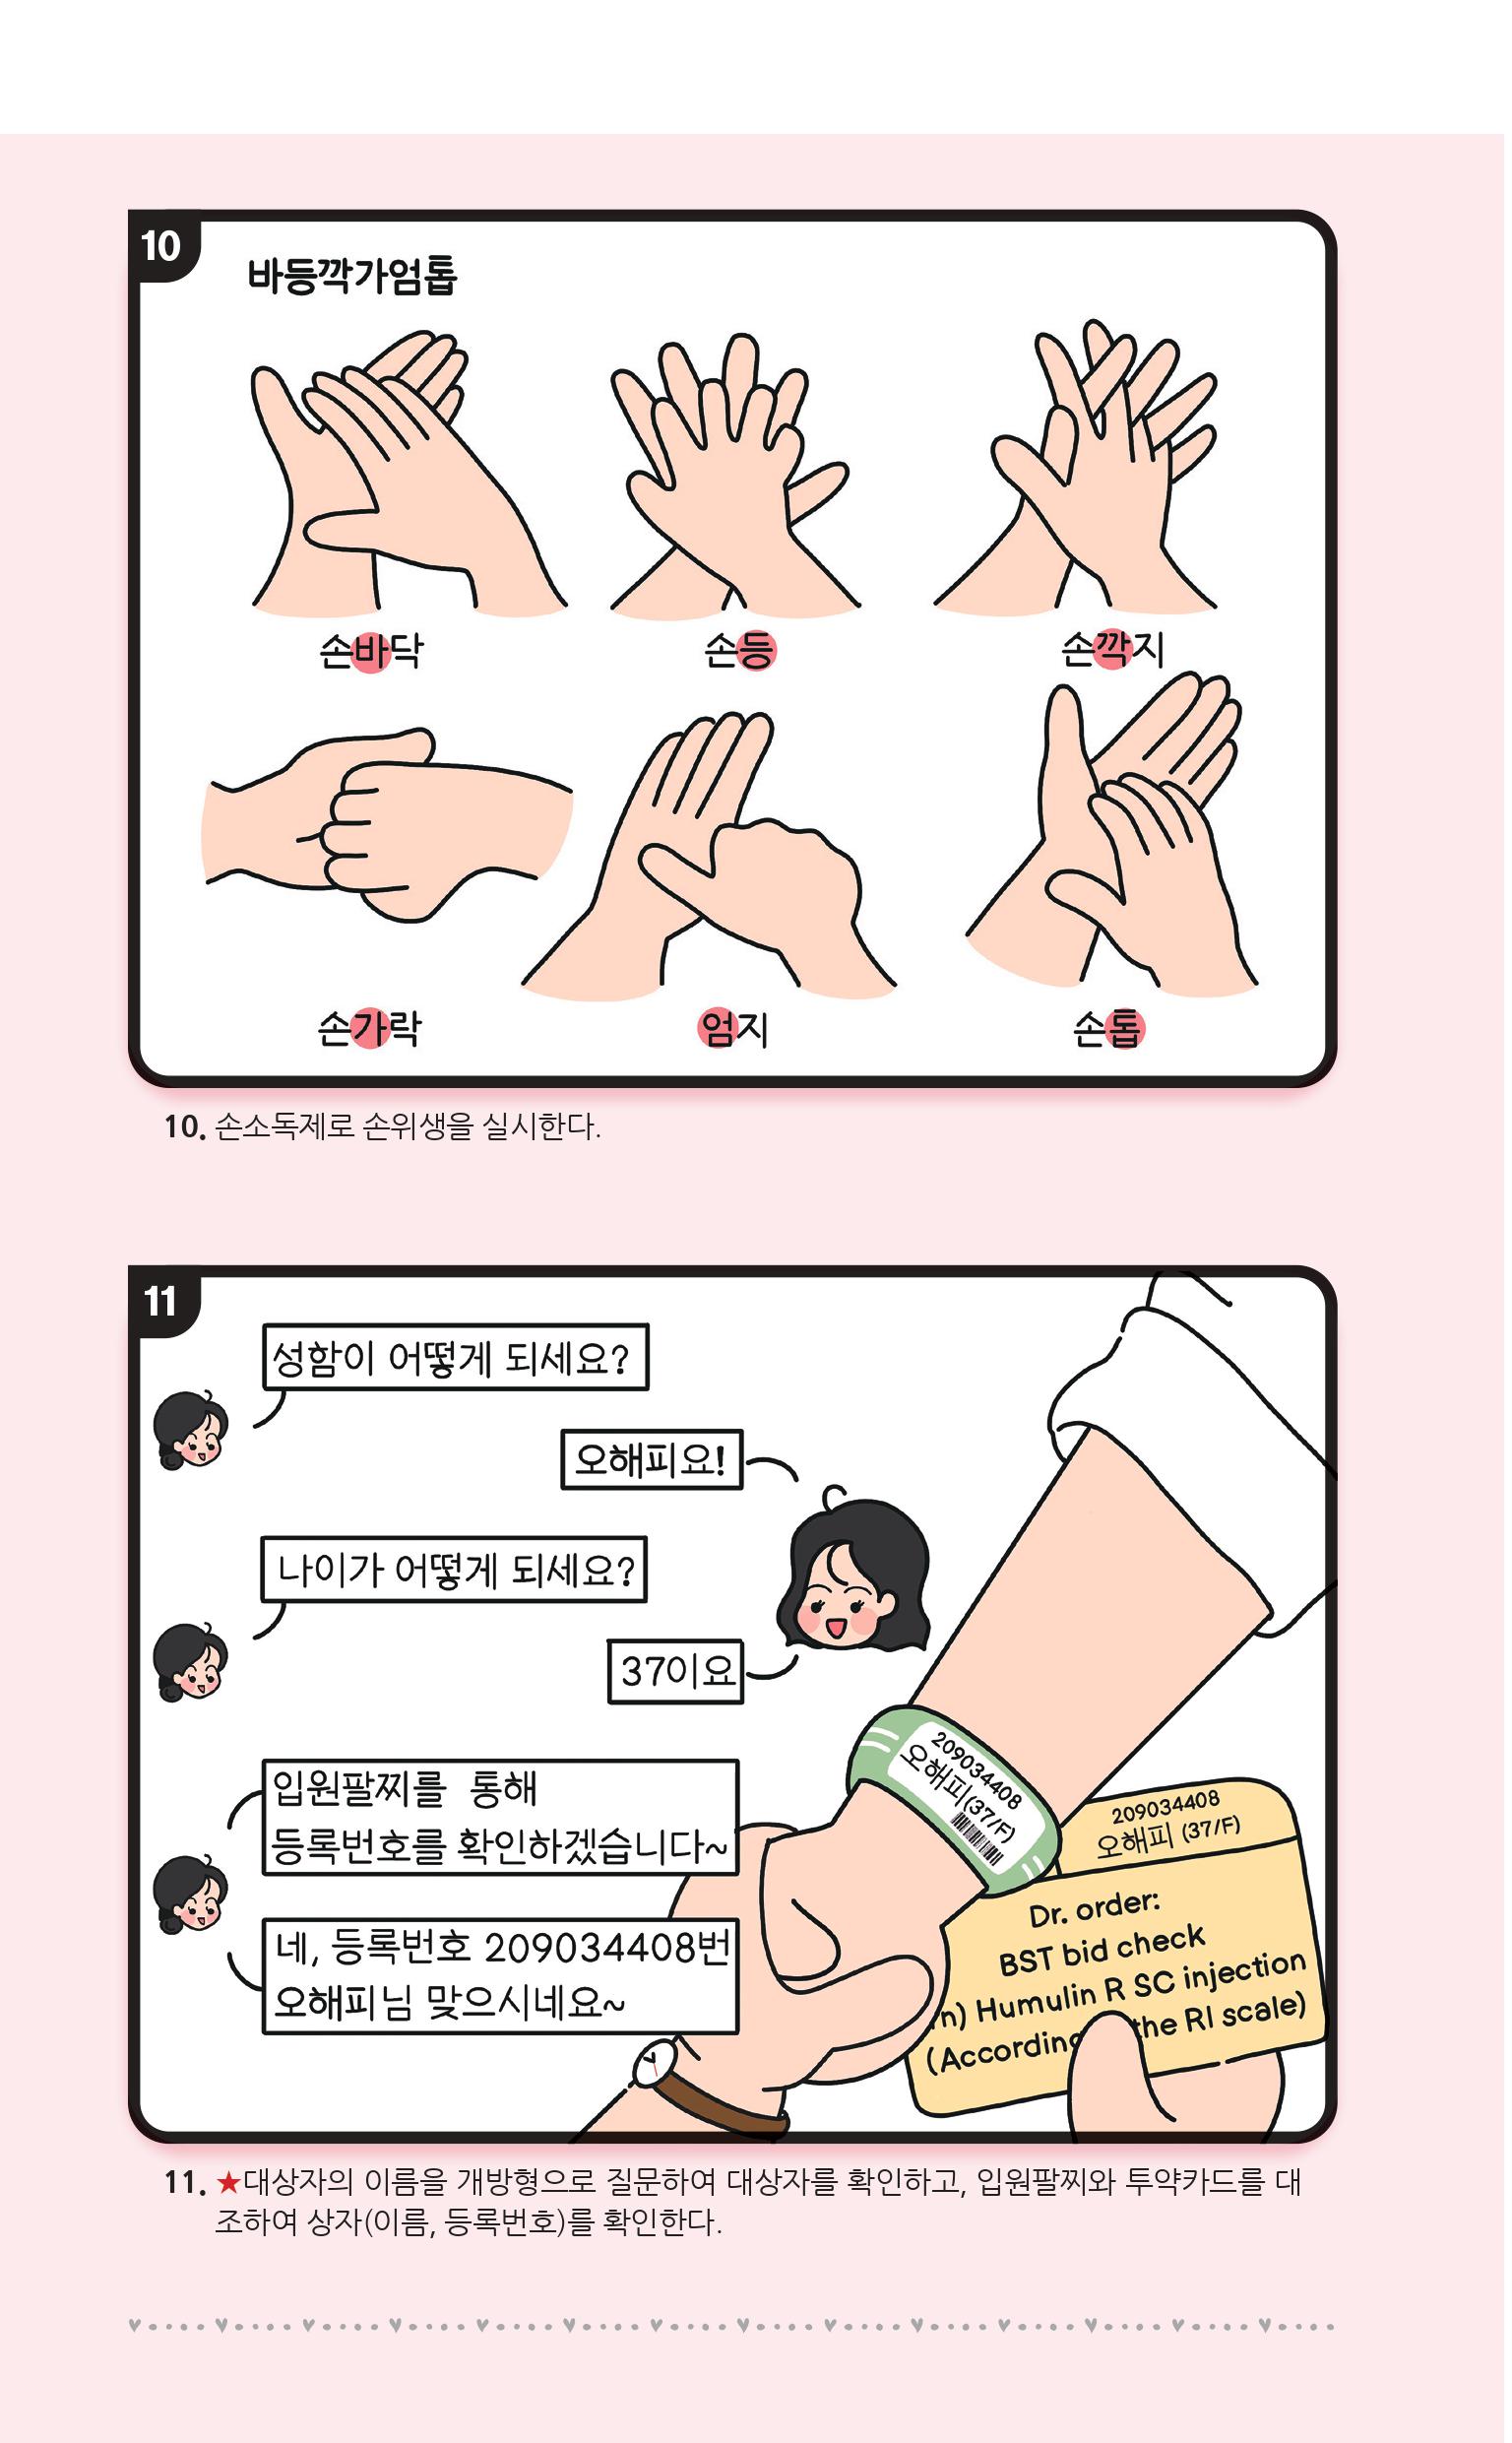 10
바등깍가엄톱
손바닥
손등
손깍지
손가락
엄지
손톱
10. 손소독제로 손위생을 실시한다.
11
성함이 어떻게 되세요?
오해피요!
나이가 어떻게 되세요?
37이요
입원팔찌를 통해
등록번호를 확인하겠습니다~
네, 등록번호 209034408번
오해피님 맞으시네요~
209034408
오해피(37/F)
209034408
오해피 (37/F)
Dr. order:
BST bid check
n) Humulin R SC injection
(According the RI scale)
11. ★대상자의 이름을 개방형으로 질문하여 대상자를 확인하고, 입원팔찌와 투약카드를 대
조하여 상자(이름, 등록번호)를 확인한다.